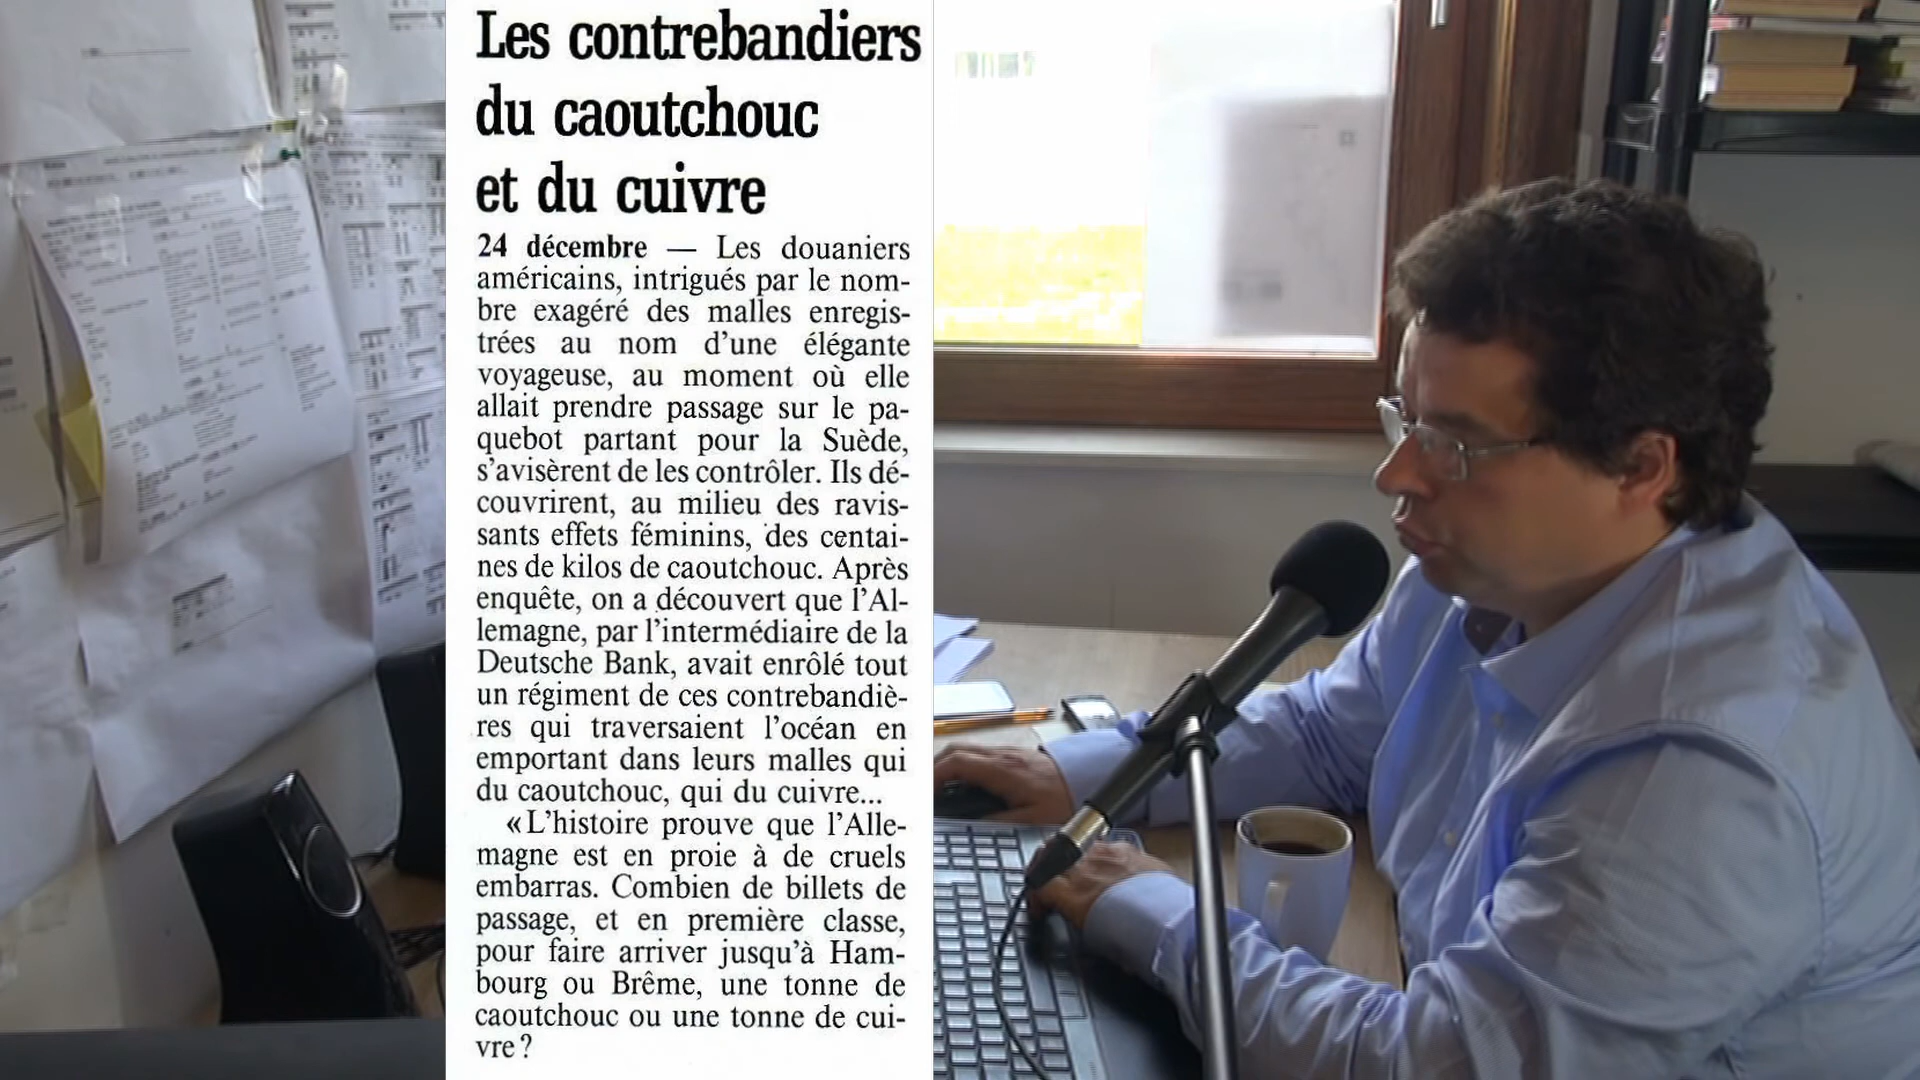 Les contrebandiers
du caoutchouc
et du cuivre
24 décembre — Les douaniers
américains, intrigués par le nom-
bre exagéré des malles enregis-
trées au nom d'une élégante
voyageuse, au moment où elle
allait prendre passage sur le pa-
quebot partant pour la Suède,
s'avisèrent de les contrôler. Ils dé-
couvrirent, au milieu des ravis-
sants effets féminins, des centai-
nes de kilos de caoutchouc. Après
enquête, on a découvert que l'Al-
lemagne, par l'intermédiaire de la
Deutsche Bank, avait enrôlé tout
un régiment de ces contrebandiè-
res qui traversaient l'océan en
emportant dans leurs malles qui
du caoutchouc, qui du cuivre...
«L'histoire prouve que l'Alle-
magne est en proie à de cruels
embarras. Combien de billets de
passage, et en première classe,
pour faire arriver jusqu'à Ham-
bourg ou Brême, une tonne de
caoutchouc ou une tonne de cui-
vre?